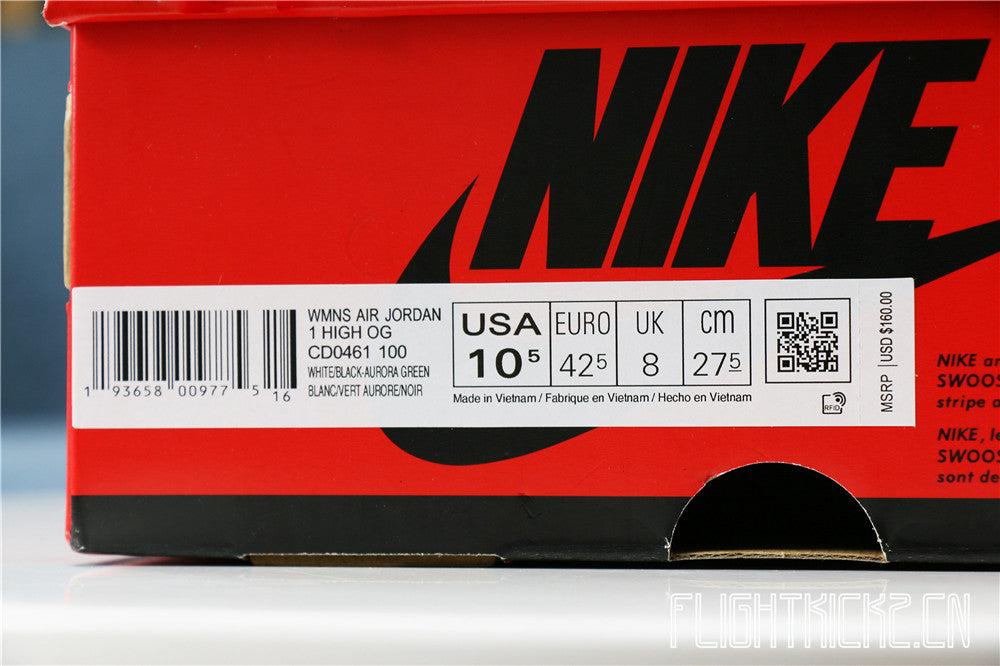 NIKE
WMNS AIR JORDAN
1 HIGH OG
CD0461 100
WHITE/BLACK-AURORA GREEN
BLANC/VERT AURORE/NOIR
1 93658 00977 5 16
USA EURO UK cm
10⁵ 42⁵ 8 27⁵
Made in Vietnam / Fabrique en Vietnam / Hecho en Vietnam
RFID
MSRP | USD $160.00
NIKE
SWOOS
stripe
NIKE,
SWOOS
sont de
FLIGHTKICKZ.CN